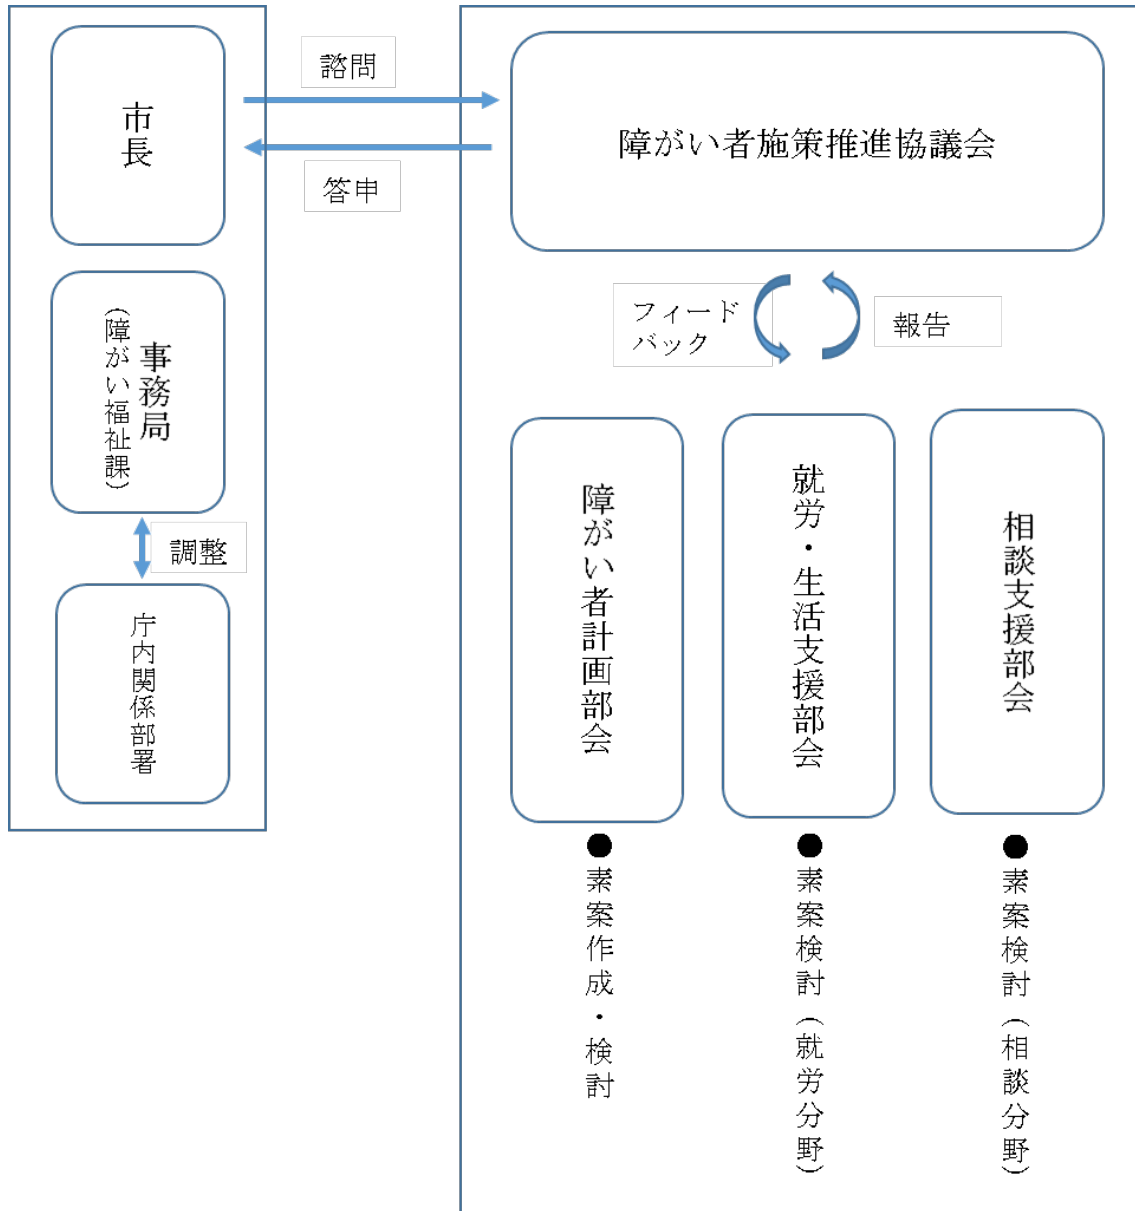 市長
諮問
答申
障がい者施策推進協議会
事務局
(障がい福祉課)
調整
庁内関係部署
フィード
バック
報告
障がい者計画部会
就労・生活支援部会
相談支援部会
●素案作成・検討
●素案検討(就労分野)
●素案検討(相談分野)